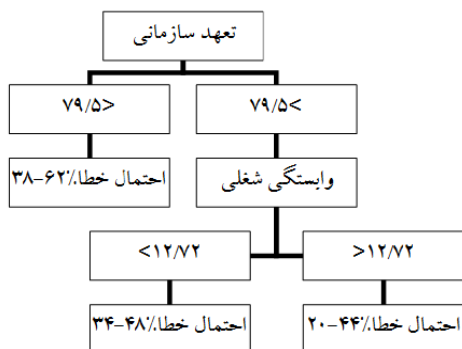 تعهد سازمانی
۷۹/۵<
۷۹/۵>
وابستگی شغلی
احتمال خطا٪۶۲-۳۸
>۱۲/۷۲
<۱۲/۷۲
احتمال خطا٪۴۴-۲۰
احتمال خطا٪۴۸-۳۴